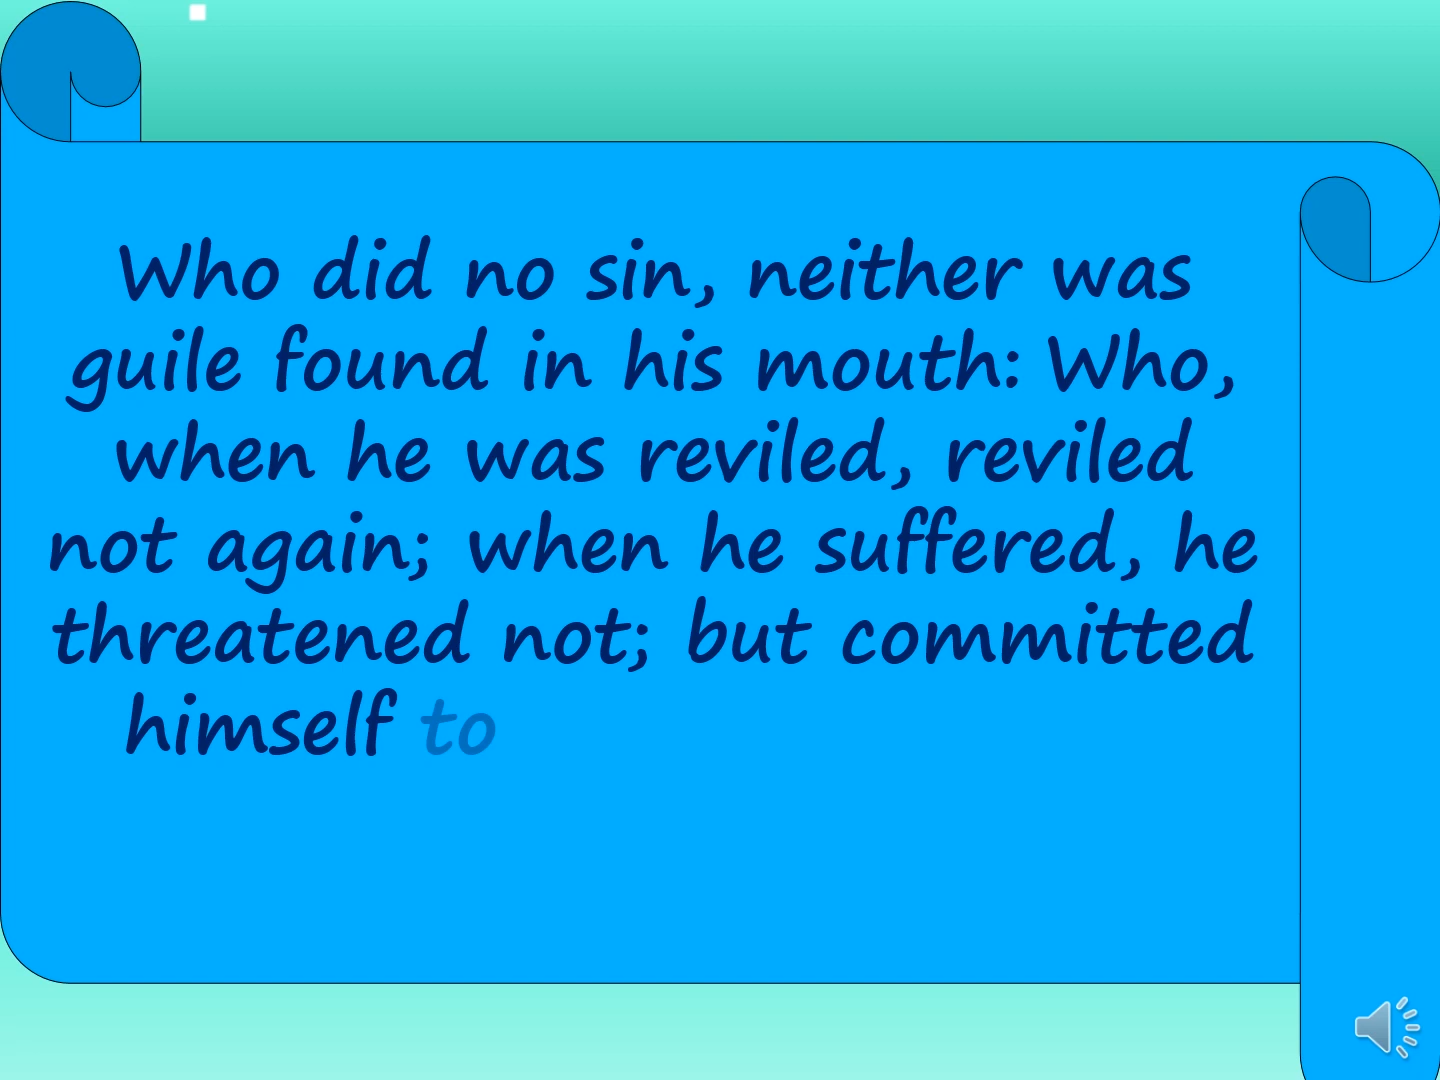 Who did no sin, neither was
guile found in his mouth: Who,
when he was reviled, reviled
not again; when he suffered, he
threatened not; but committed
himself to